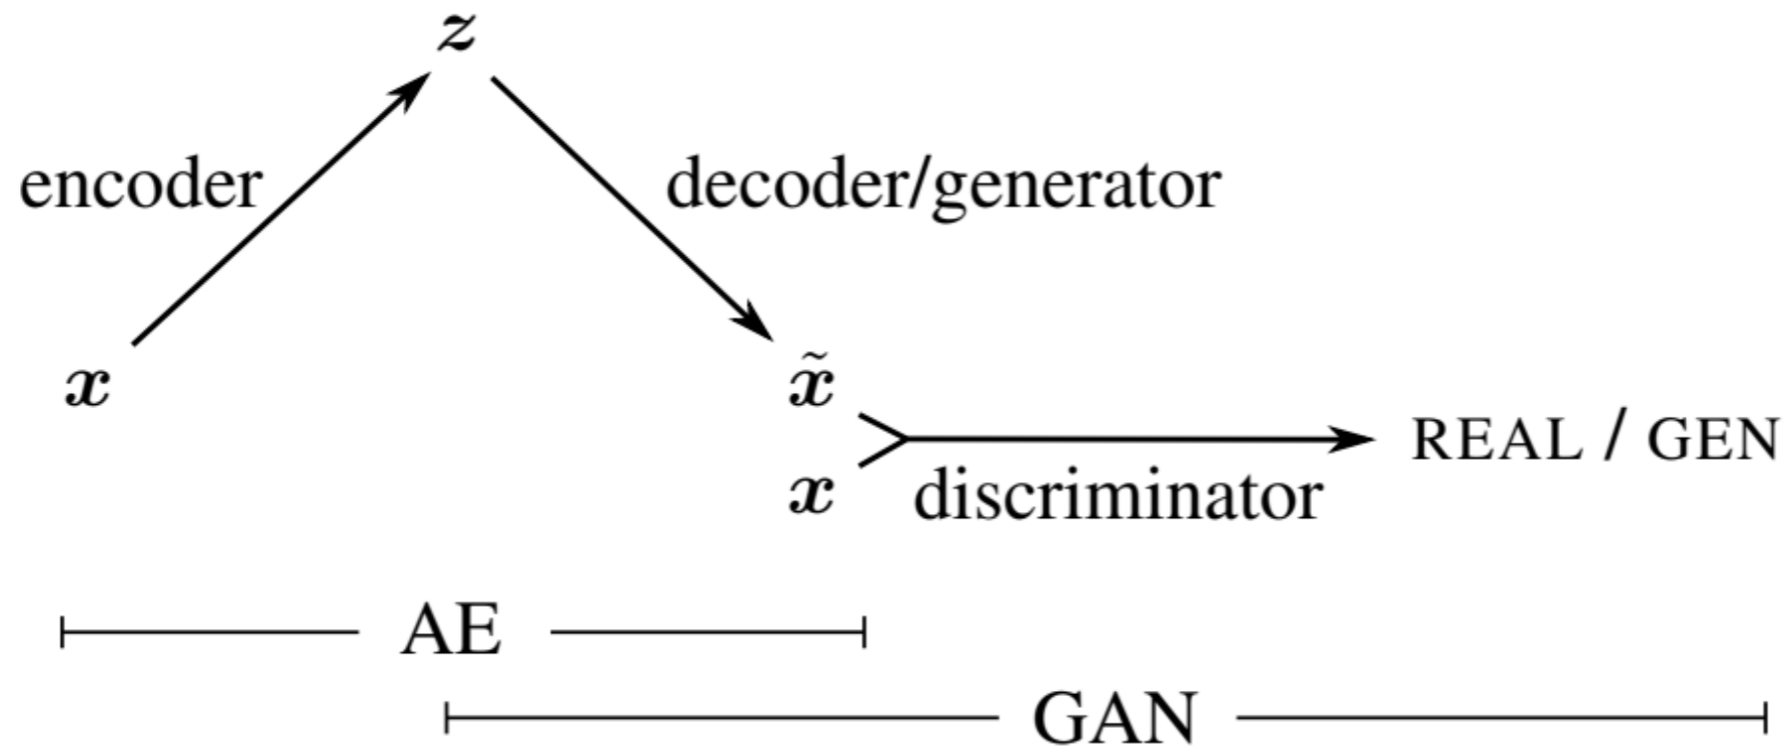 z
encoder
decoder/generator
x
x̃
x
discriminator
REAL / GEN
AE
GAN